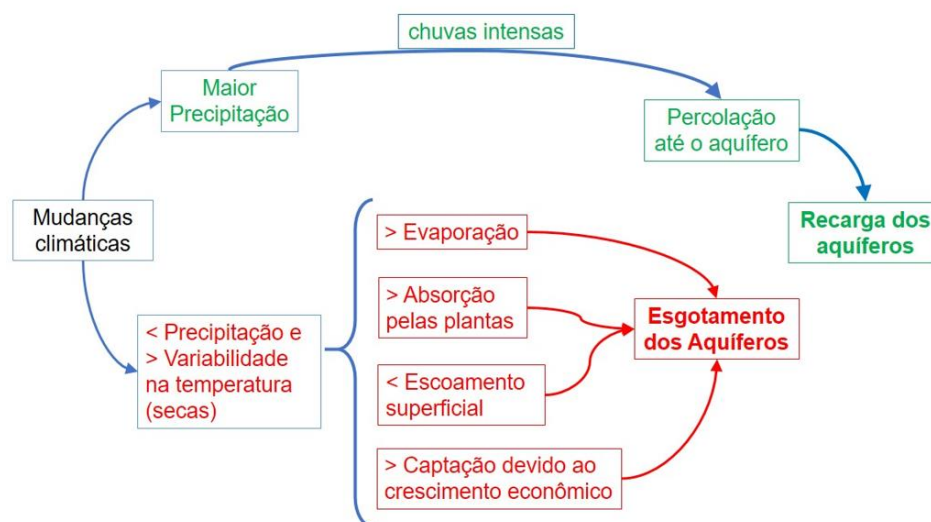 chuvas intensas
Maior
Precipitação
Percolação
até o aquífero
Mudanças
climáticas
Recarga dos
aquíferos
> Evaporação
> Absorção
pelas plantas
Esgotamento
dos Aquíferos
< Precipitação e
> Variabilidade
na temperatura
(secas)
< Escoamento
superficial
> Captação devido ao
crescimento econômico